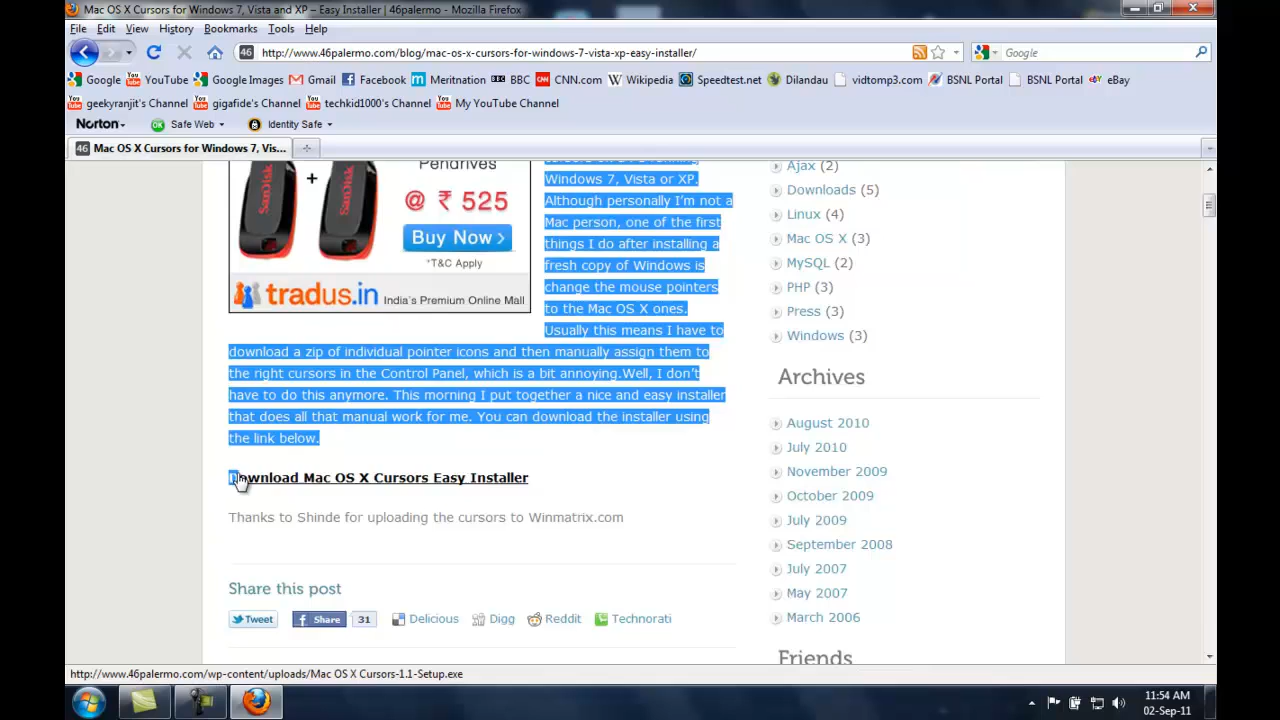 Mac OS X Cursors for Windows 7, Vista and XP – Easy Installer | 46palermo - Mozilla Firefox
File Edit View History Bookmarks Tools Help
46 http://www.46palermo.com/blog/mac-os-x-cursors-for-windows-7-vista-xp-easy-installer/ Google
Google YouTube Google Images Gmail Facebook Meritnation BBC CNN.com Wikipedia Speedtest.net Dilandau vidtomp3.com BSNL Portal BSNL Portal eBay
geekyranjit's Channel gigafide's Channel techkid1000's Channel My YouTube Channel
Norton Safe Web Identity Safe
46 Mac OS X Cursors for Windows 7, Vis...
Pendrives
SanDisk + SanDisk
@ ₹ 525
Buy Now >
*T&C Apply
tradus.in India's Premium Online Mall
Windows 7, Vista or XP.
Although personally I'm not a
Mac person, one of the first
things I do after installing a
fresh copy of Windows is
change the mouse pointers
to the Mac OS X ones.
Usually this means I have to
download a zip of individual pointer icons and then manually assign them to
the right cursors in the Control Panel, which is a bit annoying.Well, I don't
have to do this anymore. This morning I put together a nice and easy installer
that does all that manual work for me. You can download the installer using
the link below.
Download Mac OS X Cursors Easy Installer
Thanks to Shinde for uploading the cursors to Winmatrix.com
Share this post
Tweet Share 31 Delicious Digg Reddit Technorati
Ajax (2)
Downloads (5)
Linux (4)
Mac OS X (3)
MySQL (2)
PHP (3)
Press (3)
Windows (3)
Archives
August 2010
July 2010
November 2009
October 2009
July 2009
September 2008
July 2007
May 2007
March 2006
Friends
http://www.46palermo.com/wp-content/uploads/Mac OS X Cursors-1.1-Setup.exe
11:54 AM
02-Sep-11